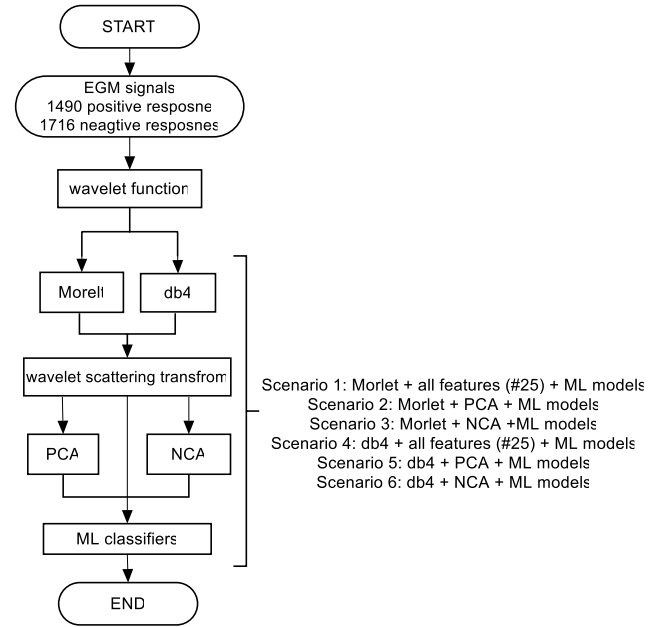 START
EGM signals
1490 positive resposne
1716 neagtive resposnes
wavelet function
Morelt
db4
wavelet scattering transfrom
Scenario 1: Morlet + all features (#25) + ML models
Scenario 2: Morlet + PCA + ML models
Scenario 3: Morlet + NCA +ML models
Scenario 4: db4 + all features (#25) + ML models
Scenario 5: db4 + PCA + ML models
Scenario 6: db4 + NCA + ML models
PCA
NCA
ML classifiers
END